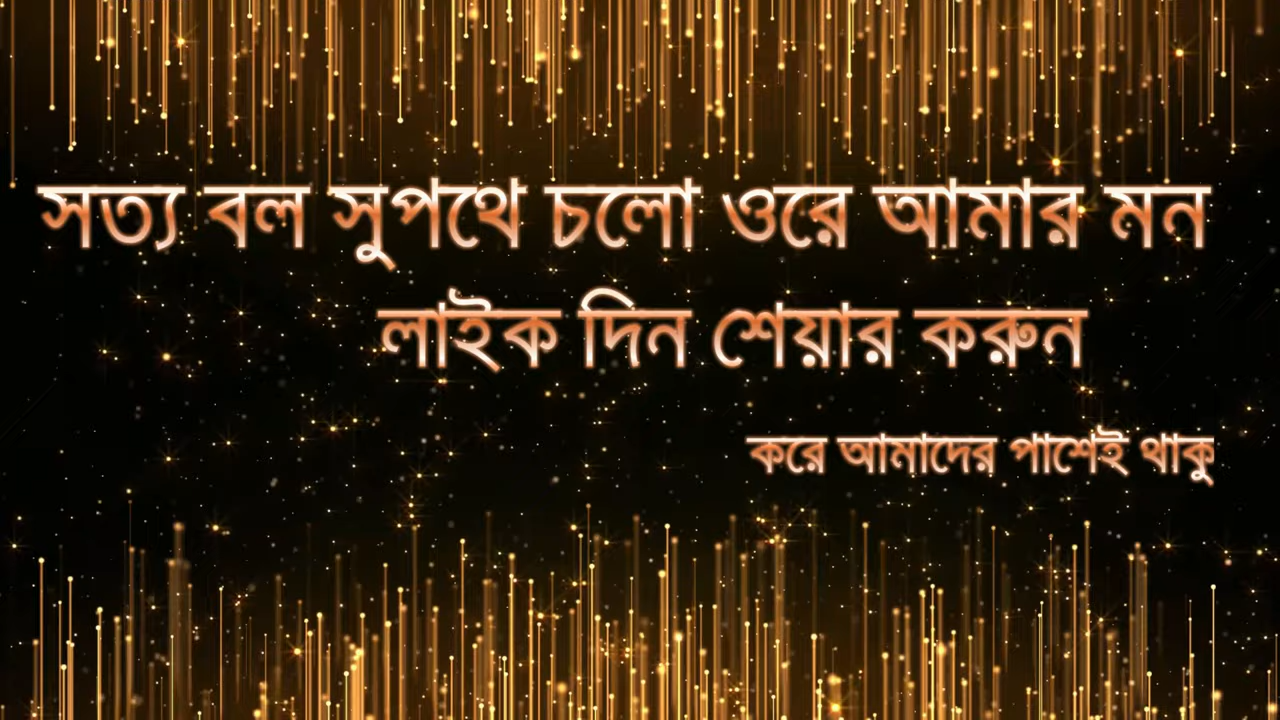 সত্য বল সুপথে চলো ওরে আমার মন
লাইক দিন শেয়ার করুন
করে আমাদের পাশেই থাকু